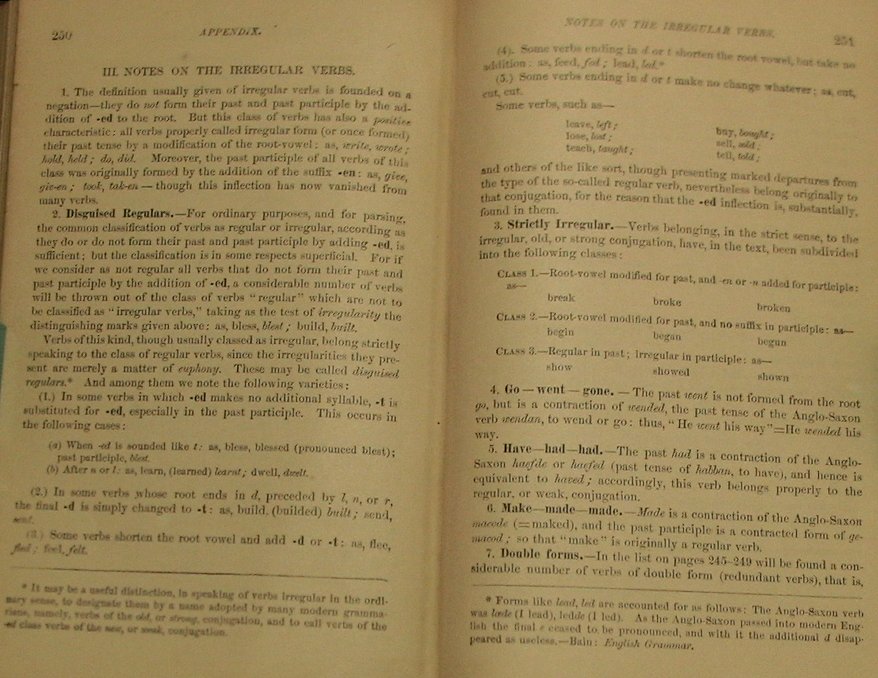 250
APPENDIX.
III. NOTES ON THE IRREGULAR VERBS.
1. The definition usually given of irregular verbs is founded on a
negation—they do not form their past and past participle by the ad-
dition of -ed to the root. But this class of verbs has also a positive
characteristic: all verbs properly called irregular form (or once formed)
their past tense by a modification of the root-vowel: as, write, wrote;
hold, held; do, did. Moreover, the past participle of all verbs of this
class was originally formed by the addition of the suffix -en: as, give,
giv-en; took, tak-en—though this inflection has now vanished from
many verbs.
2. Disguised Regulars.—For ordinary purposes, and for parsing,
the common classification of verbs as regular or irregular, according as
they do or do not form their past and past participle by adding -ed, is
sufficient; but the classification is in some respects superficial. For if
we consider as not regular all verbs that do not form their past and
past participle by the addition of -ed, a considerable number of verbs
will be thrown out of the class of verbs "regular" which are not to
be classified as "irregular verbs," taking as the test of irregularity the
distinguishing marks given above: as, bless, blest; build, built.
Verbs of this kind, though usually classed as irregular, belong strictly
speaking to the class of regular verbs, since the irregularities they pre-
sent are merely a matter of euphony. These may be called disguised
regulars.* And among them we note the following varieties:
(1.) In some verbs in which -ed makes no additional syllable, -t is
substituted for -ed, especially in the past participle. This occurs in
the following cases:
(a) When -ed is sounded like t: as, bless, blessed (pronounced blest);
past participle, blest.
(b) After n or l: as, learn, (learned) learnt; dwell, dwelt.
(2.) In some verbs whose root ends in d, preceded by l, n, or r,
the final -d is simply changed to -t: as, build, (builded) built; send,
sent.
(3.) Some verbs shorten the root vowel and add -d or -t: as, flee,
fled; feel, felt.
* It may be a useful distinction, in speaking of verbs irregular in the ordi-
nary sense, to designate them by a name adopted by many modern gramma-
rians, namely, verbs of the old, or strong, conjugation, and to call verbs of the
-ed class verbs of the new, or weak, conjugation.
NOTES ON THE IRREGULAR VERBS.
251
(4). Some verbs ending in d or t shorten the root vowel, but take no
addition: as, feed, fed; lead, led.*
(5.) Some verbs ending in d or t make no change whatever: as, cut,
cut, cut.
Some verbs, such as—
leave, left; buy, bought;
lose, lost; sell, sold;
teach, taught; tell, told;
and others of the like sort, though presenting marked departures from
the type of the so-called regular verb, nevertheless belong originally to
that conjugation, for the reason that the -ed inflection is, substantially,
found in them.
3. Strictly Irregular.—Verbs belonging, in the strict sense, to the
irregular, old, or strong conjugation, have, in the text, been subdivided
into the following classes:
CLASS 1.—Root-vowel modified for past, and -en or -n added for participle:
as—
break broke broken
CLASS 2.—Root-vowel modified for past, and no suffix in participle: as—
begin began begun
CLASS 3.—Regular in past; irregular in participle: as—
show showed shown
4. Go—went—gone.—The past went is not formed from the root
go, but is a contraction of wended, the past tense of the Anglo-Saxon
verb wendan, to wend or go: thus, "He went his way"=He wended his
way.
5. Have—had—had.—The past had is a contraction of the Anglo-
Saxon haefde or haefed (past tense of habban, to have), and hence is
equivalent to haved; accordingly, this verb belongs properly to the
regular, or weak, conjugation.
6. Make—made—made.—Made is a contraction of the Anglo-Saxon
macode (=maked), and the past participle is a contracted form of ge-
macod; so that "make" is originally a regular verb.
7. Double forms.—In the list on pages 245–249 will be found a con-
siderable number of verbs of double form (redundant verbs), that is,
* Forms like lead, led are accounted for as follows: The Anglo-Saxon verb
was lœde (I lead), ledde (I led). As the Anglo-Saxon passed into modern Eng-
lish the final e ceased to be pronounced, and with it the additional d disap-
peared as useless.—Bain: English Grammar.